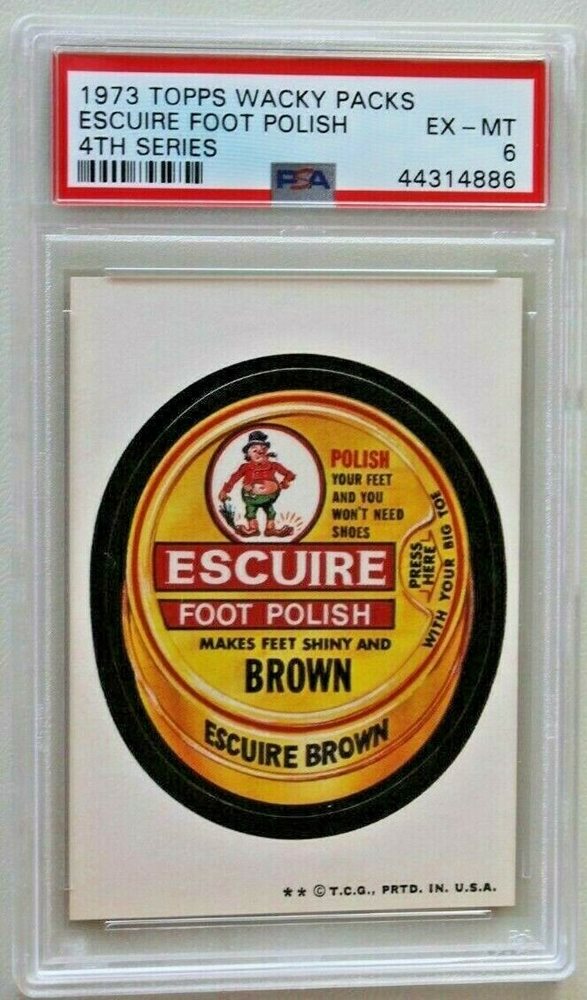 1973 TOPPS WACKY PACKS
ESCUIRE FOOT POLISH EX - MT
4TH SERIES 6
PSA 44314886
POLISH
YOUR FEET
AND YOU
WON'T NEED
SHOES
PRESS
HERE
WITH YOUR BIG TOE
ESCUIRE
FOOT POLISH
MAKES FEET SHINY AND
BROWN
ESCUIRE BROWN
** © T.C.G., PRTD. IN. U.S.A.